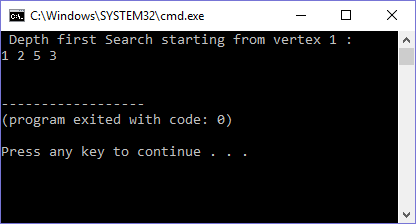 C:\Windows\SYSTEM32\cmd.exe
Depth first Search starting from vertex 1 :
1 2 5 3
------------------
(program exited with code: 0)
Press any key to continue . . .